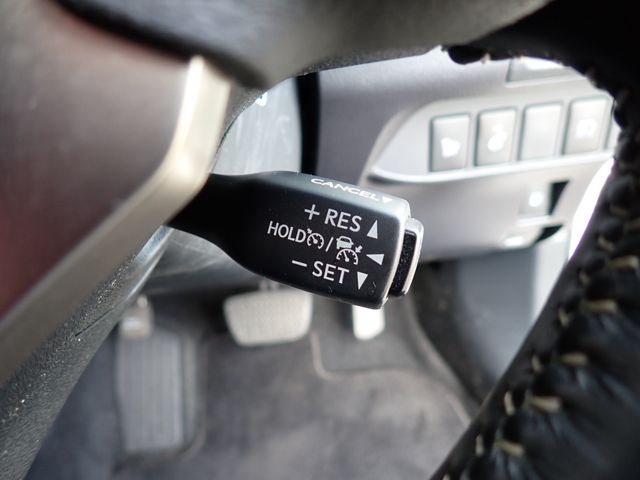 CANCEL▼
+ RES ▲
HOLD /
− SET ▼